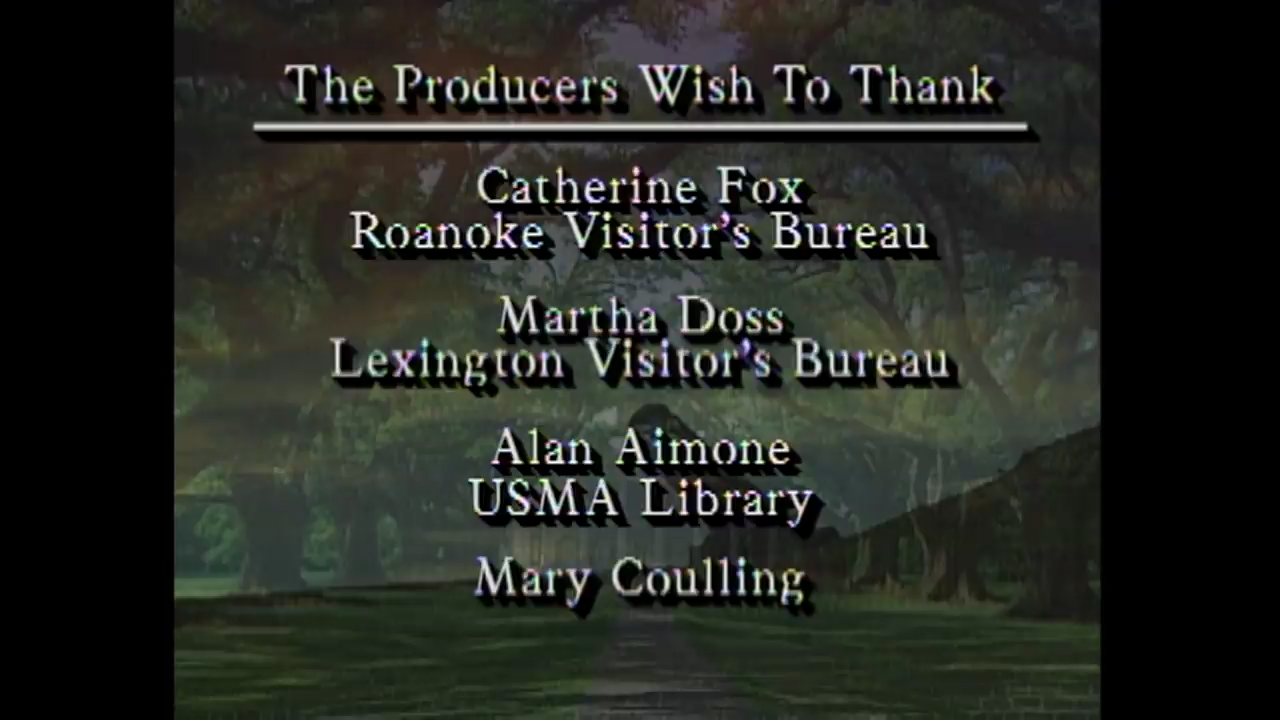 The Producers Wish To Thank
Catherine Fox
Roanoke Visitor's Bureau
Martha Doss
Lexington Visitor's Bureau
Alan Aimone
USMA Library
Mary Coulling